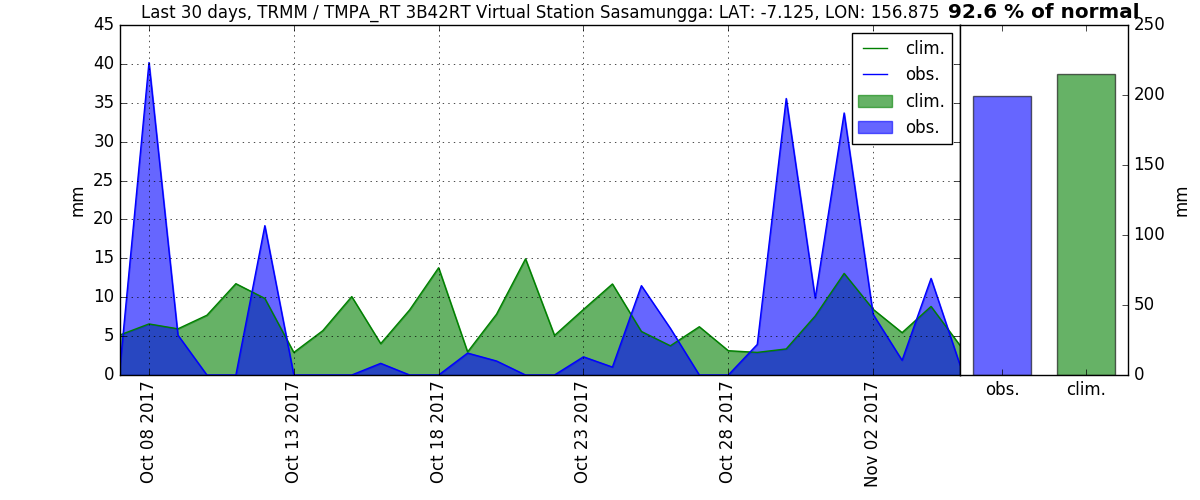 Last 30 days, TRMM / TMPA_RT 3B42RT Virtual Station Sasamungga: LAT: -7.125, LON: 156.875
92.6 % of normal
45
40
35
30
25
20
15
10
5
0
mm
clim.
obs.
clim.
obs.
Oct 08 2017
Oct 13 2017
Oct 18 2017
Oct 23 2017
Oct 28 2017
Nov 02 2017
250
200
150
100
50
0
mm
obs.
clim.